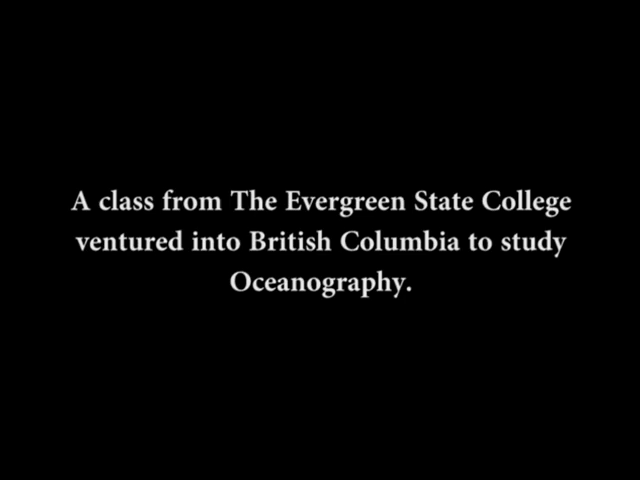 A class from The Evergreen State College
ventured into British Columbia to study
Oceanography.